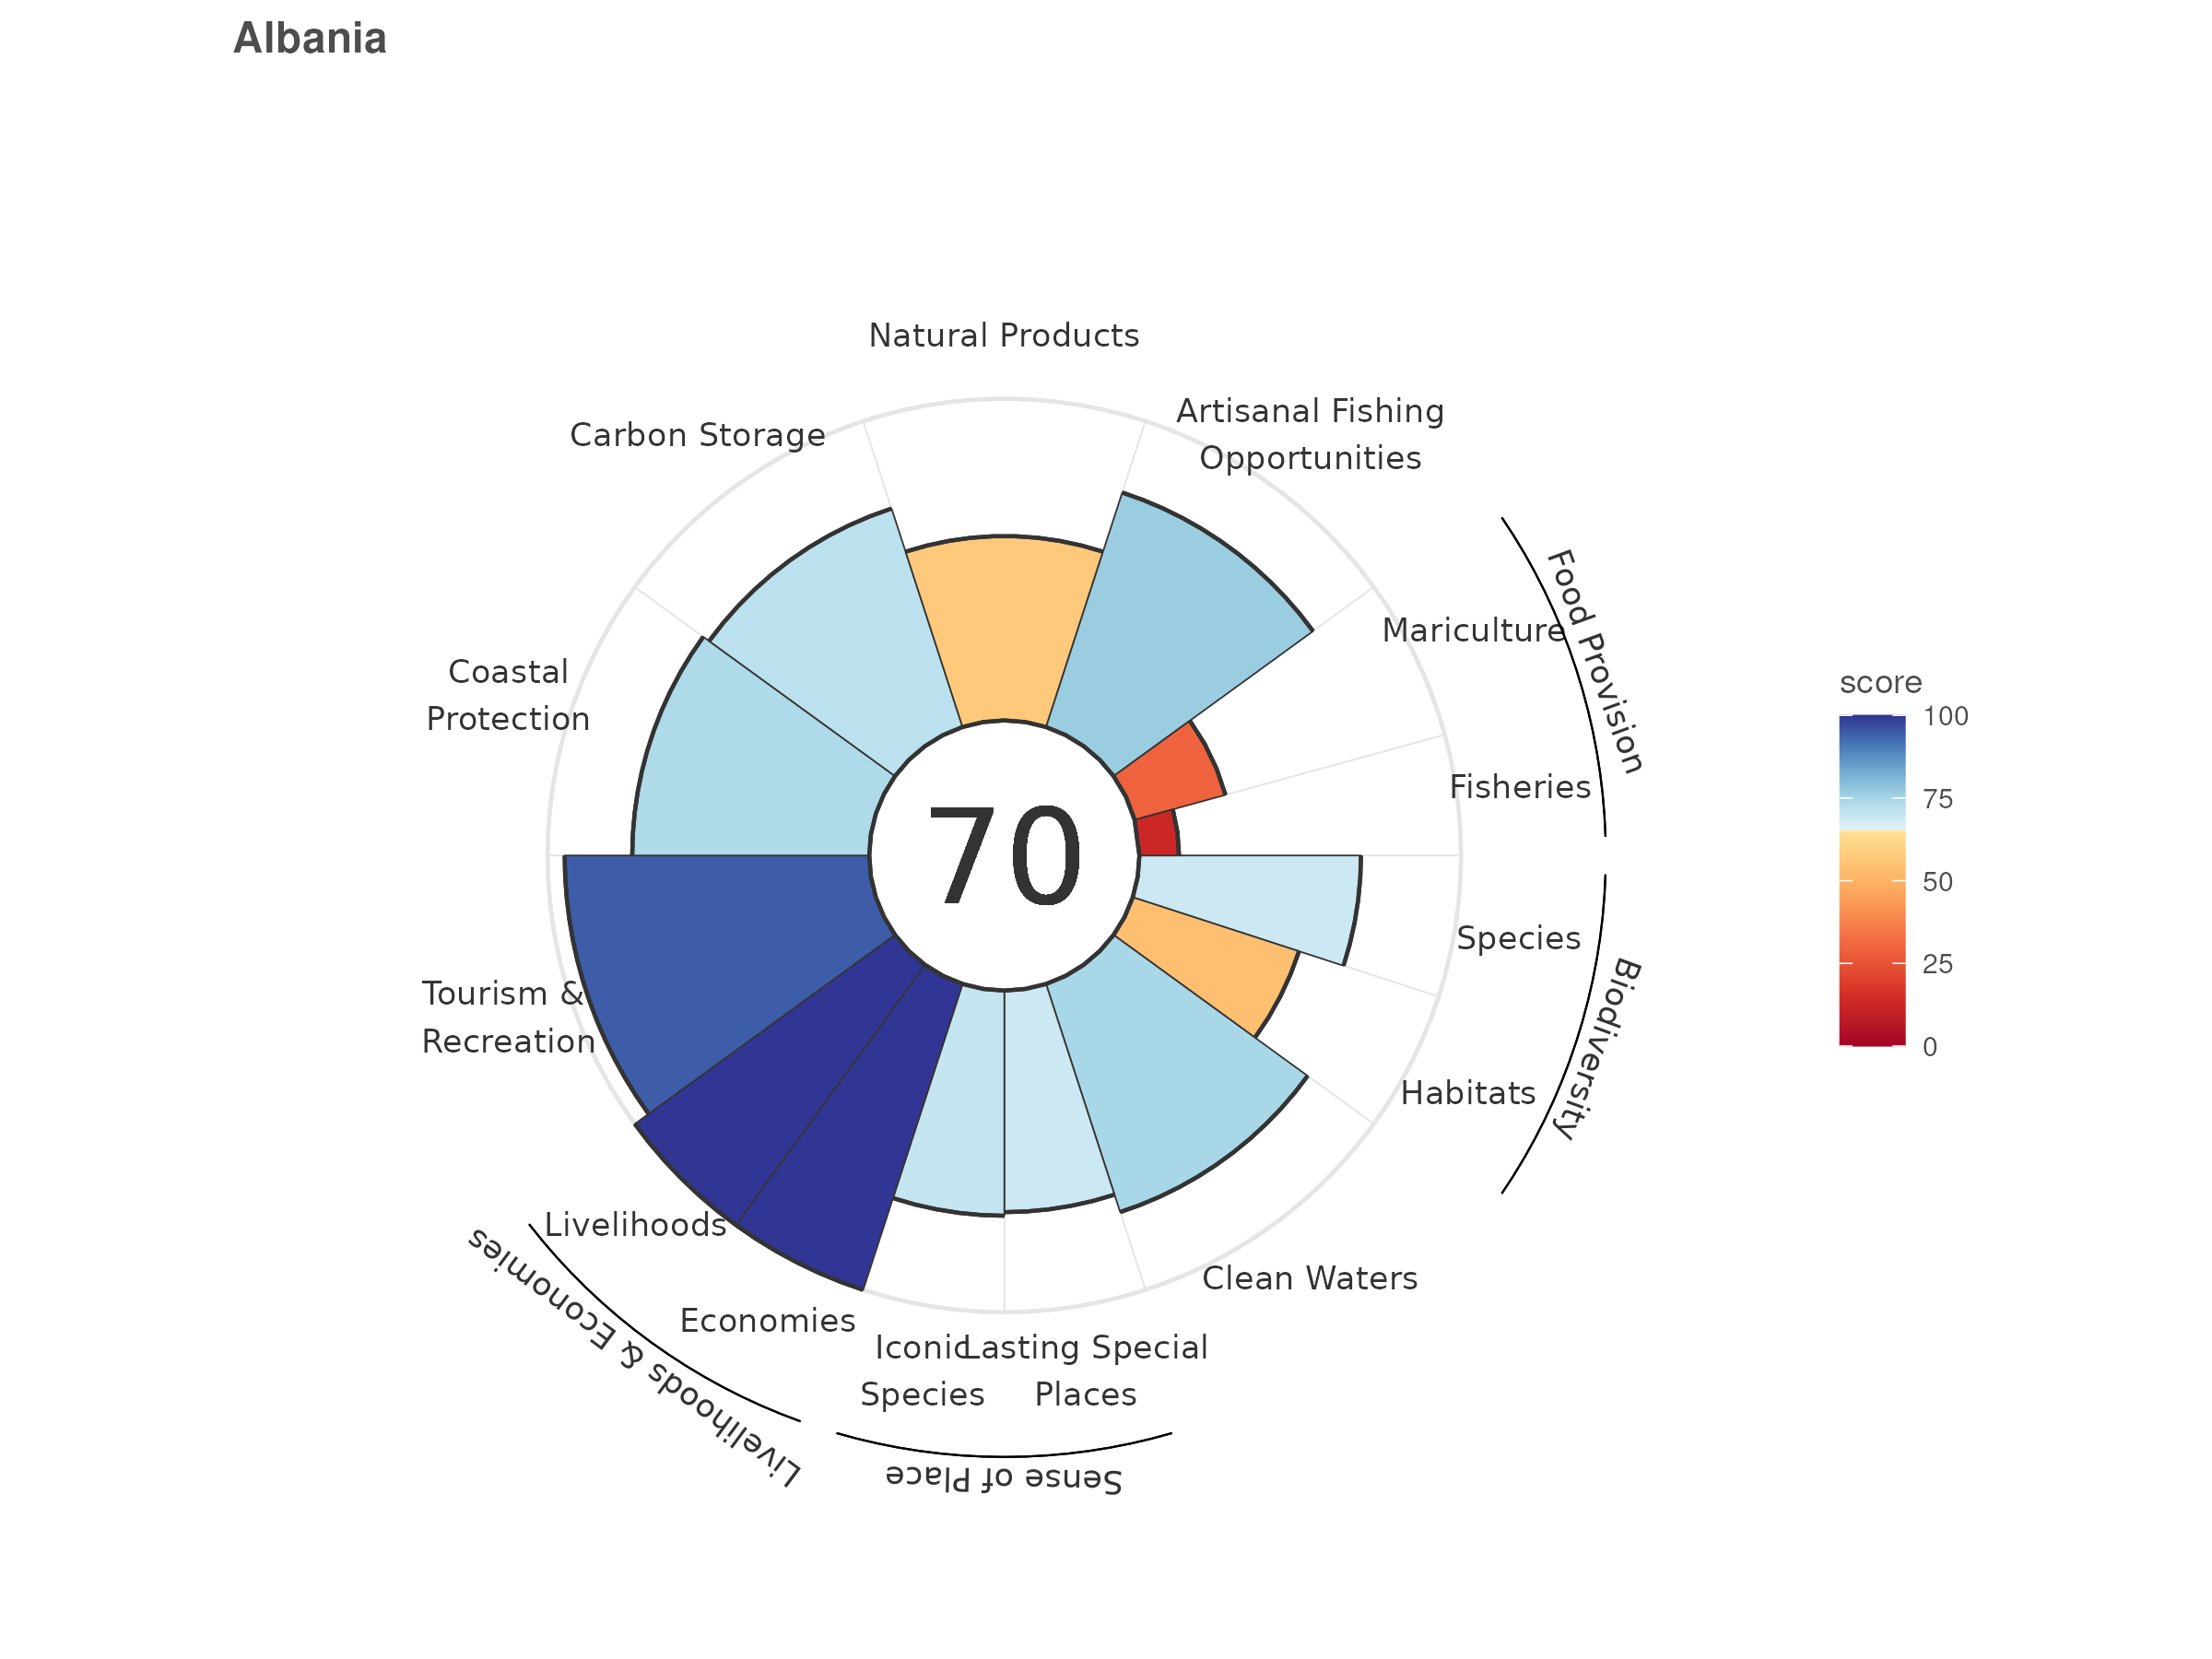 Albania
Natural Products
Artisanal Fishing
Opportunities
Carbon Storage
Mariculture
Food Provision
Coastal
Protection
Fisheries
70
Species
Biodiversity
Tourism &
Recreation
Habitats
Livelihoods
Clean Waters
Economies
Livelihoods & Economies
Iconic
Species
Lasting Special
Places
Sense of Place
score
100
75
50
25
0